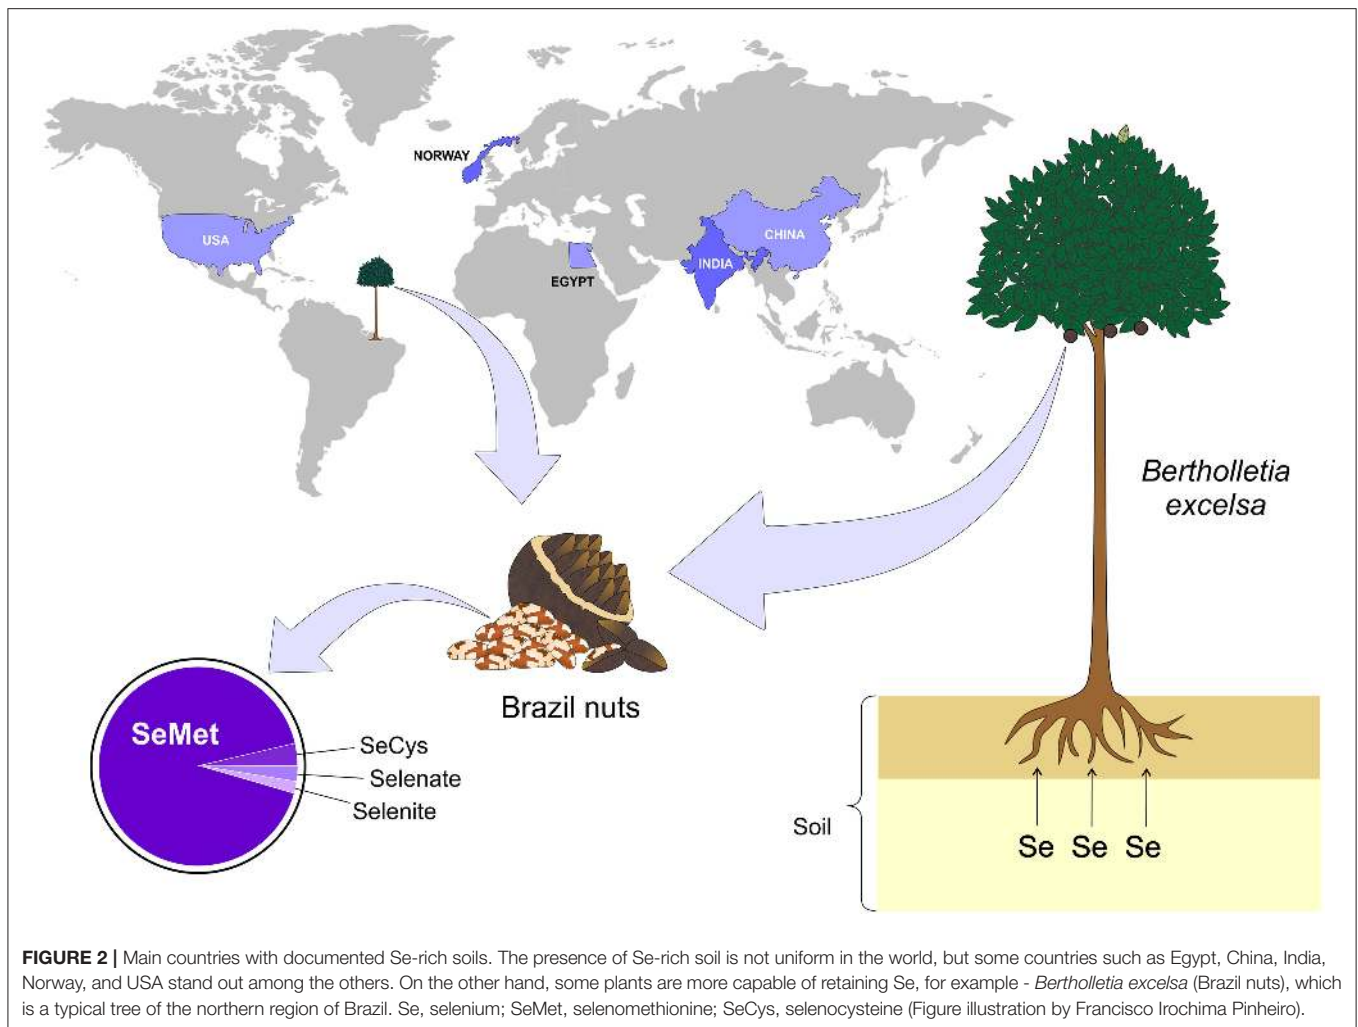 NORWAY
USA
CHINA
INDIA
EGYPT
Bertholletia
excelsa
Brazil nuts
SeMet
SeCys
Selenate
Selenite
Soil
Se Se Se
FIGURE 2 | Main countries with documented Se-rich soils. The presence of Se-rich soil is not uniform in the world, but some countries such as Egypt, China, India,
Norway, and USA stand out among the others. On the other hand, some plants are more capable of retaining Se, for example - Bertholletia excelsa (Brazil nuts), which
is a typical tree of the northern region of Brazil. Se, selenium; SeMet, selenomethionine; SeCys, selenocysteine (Figure illustration by Francisco Irochima Pinheiro).